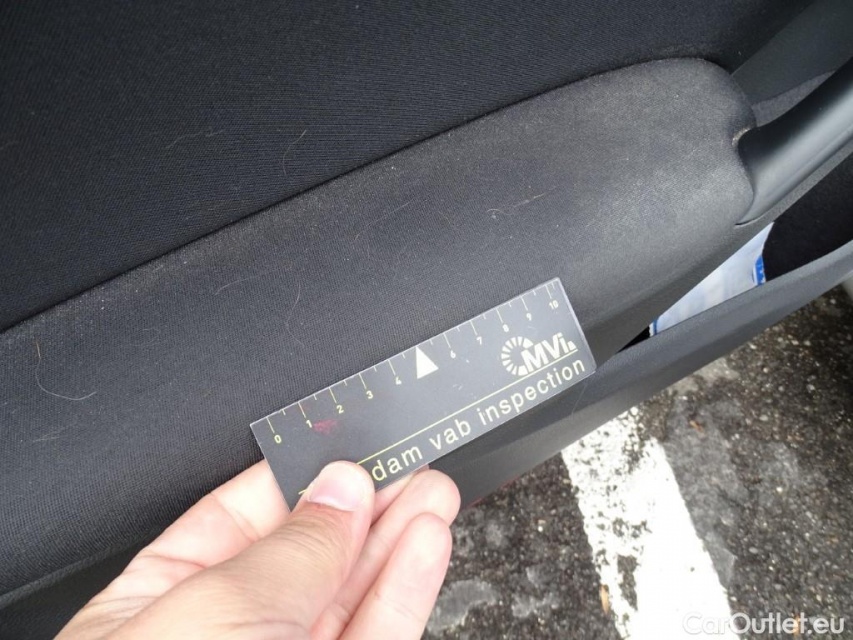 0 1 2 3 4 6 7 8 9 10
MVi
dam vab inspection
CarOutlet.eu